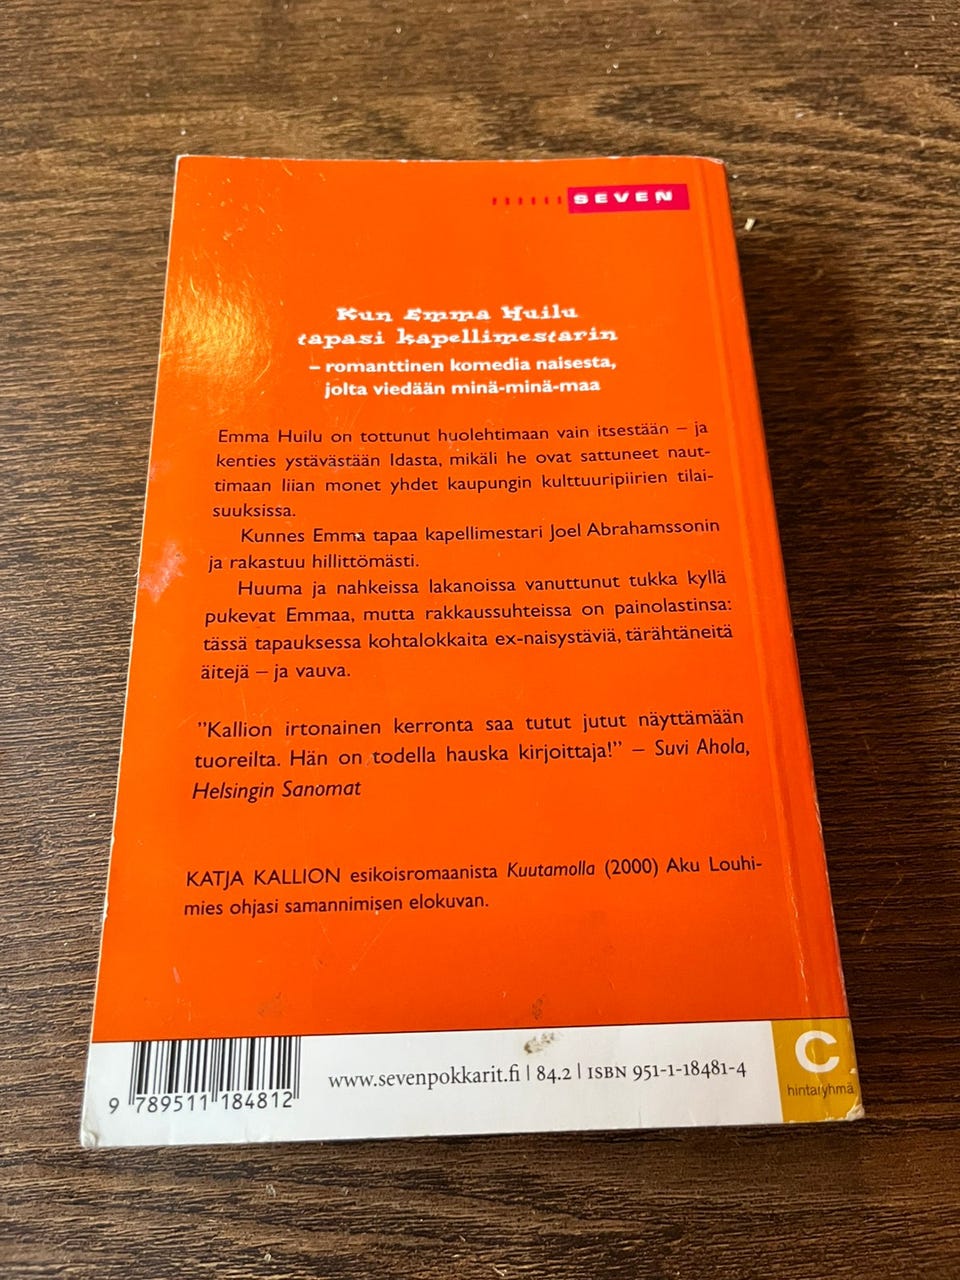 SEVEN
Kun Emma Huilu
tapasi kapellimestarin
– romanttinen komedia naisesta,
jolta viedään minä-minä-maa
Emma Huilu on tottunut huolehtimaan vain itsestään – ja
kenties ystävästään Idasta, mikäli he ovat sattuneet naut-
timaan liian monet yhdet kaupungin kulttuuripiirien tilai-
suuksissa.
Kunnes Emma tapaa kapellimestari Joel Abrahamssonin
ja rakastuu hillittömästi.
Huuma ja nahkeissa lakanoissa vanuttunut tukka kyllä
pukevat Emmaa, mutta rakkaussuhteissa on painolastinsa:
tässä tapauksessa kohtalokkaita ex-naisystäviä, tärähtäneitä
äitejä – ja vauva.
”Kallion irtonainen kerronta saa tutut jutut näyttämään
tuoreilta. Hän on todella hauska kirjoittaja!” – Suvi Ahola,
Helsingin Sanomat
KATJA KALLION esikoisromaanista Kuutamolla (2000) Aku Louhi-
mies ohjasi samannimisen elokuvan.
9 789511 184812
www.sevenpokkarit.fi | 84.2 | ISBN 951-1-18481-4
C
hintaryhmä